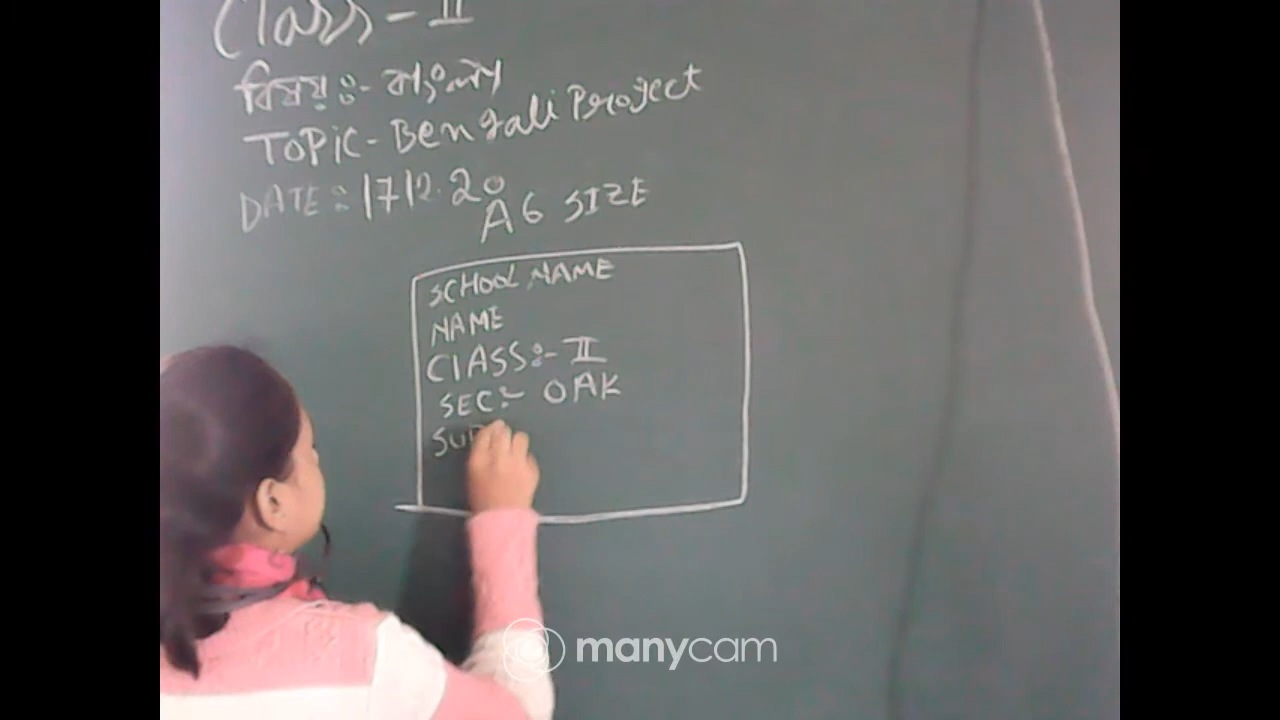 Class - II
বিষয় ঃ- বাংলা
TOPIC - Bengali Project
DATE :- 17.12.20
A6 SIZE
SCHOOL NAME
NAME
CLASS :- II
SEC :- OAK
SUB
manycam